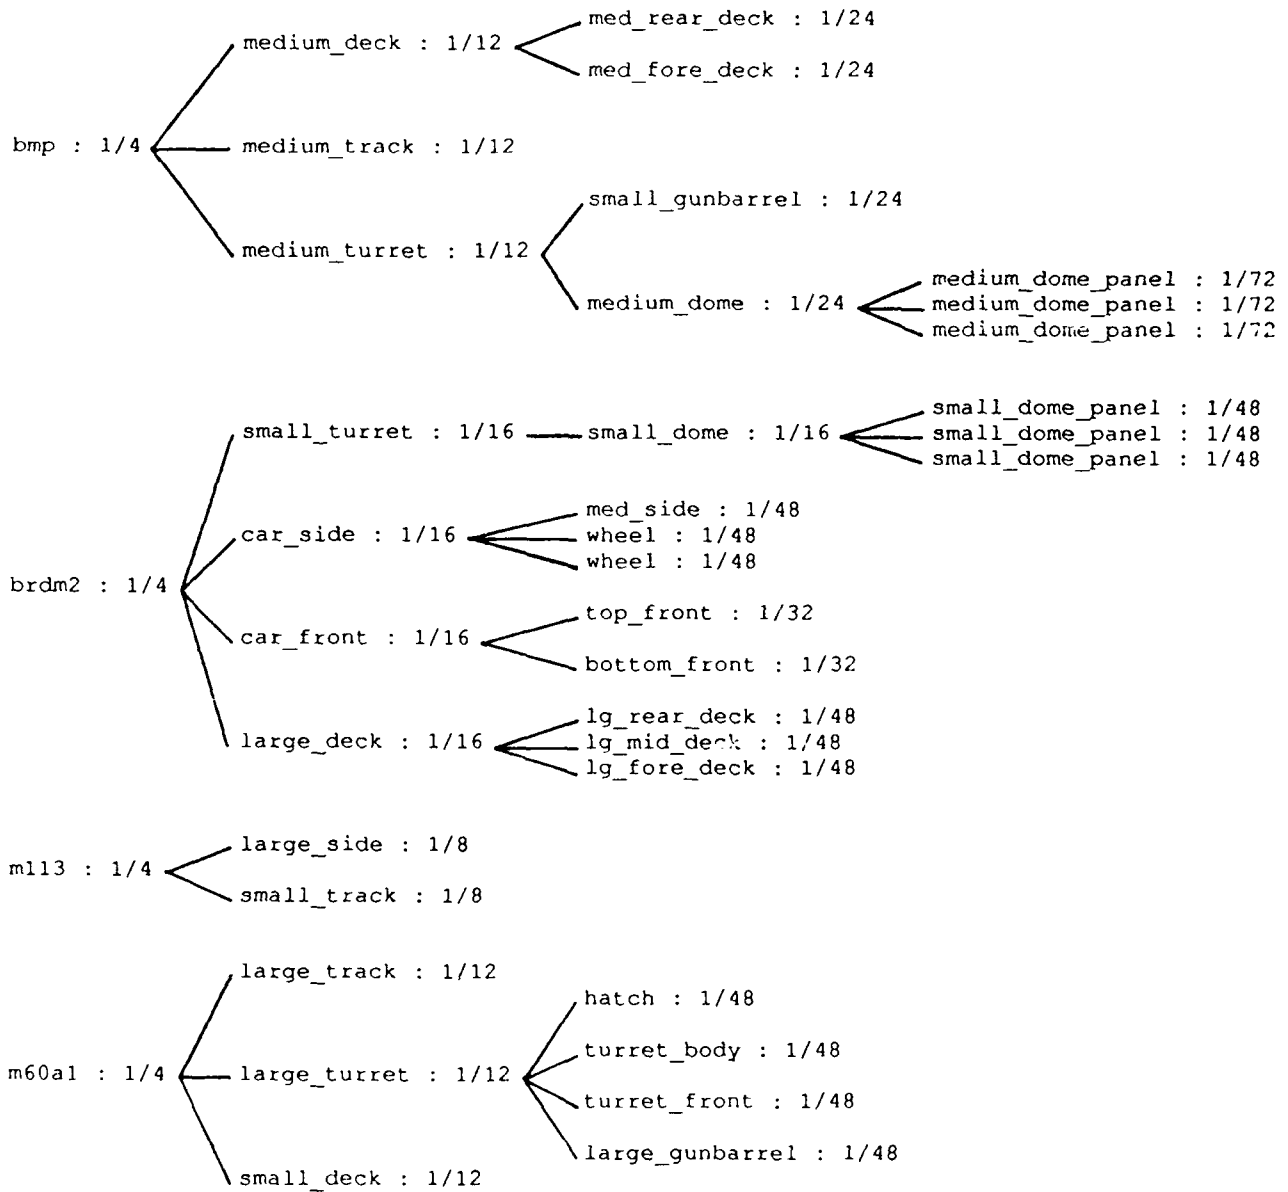 med_rear_deck : 1/24
medium_deck : 1/12
med_fore_deck : 1/24
bmp : 1/4
medium_track : 1/12
small_gunbarrel : 1/24
medium_turret : 1/12
medium_dome : 1/24
medium_dome_panel : 1/72
medium_dome_panel : 1/72
medium_dome_panel : 1/72
small_turret : 1/16
small_dome : 1/16
small_dome_panel : 1/48
small_dome_panel : 1/48
small_dome_panel : 1/48
car_side : 1/16
med_side : 1/48
wheel : 1/48
wheel : 1/48
brdm2 : 1/4
top_front : 1/32
car_front : 1/16
bottom_front : 1/32
large_deck : 1/16
lg_rear_deck : 1/48
lg_mid_deck : 1/48
lg_fore_deck : 1/48
m113 : 1/4
large_side : 1/8
small_track : 1/8
large_track : 1/12
hatch : 1/48
turret_body : 1/48
m60a1 : 1/4
large_turret : 1/12
turret_front : 1/48
large_gunbarrel : 1/48
small_deck : 1/12